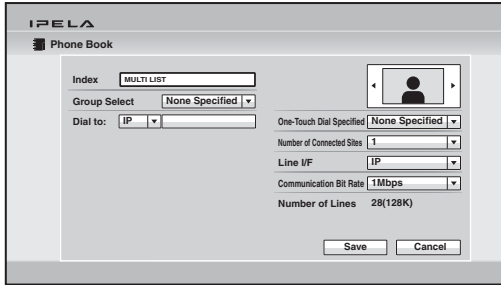 IPELA
Phone Book
Index MULTI LIST
Group Select None Specified
Dial to: IP
One-Touch Dial Specified None Specified
Number of Connected Sites 1
Line I/F IP
Communication Bit Rate 1Mbps
Number of Lines 28(128K)
Save Cancel